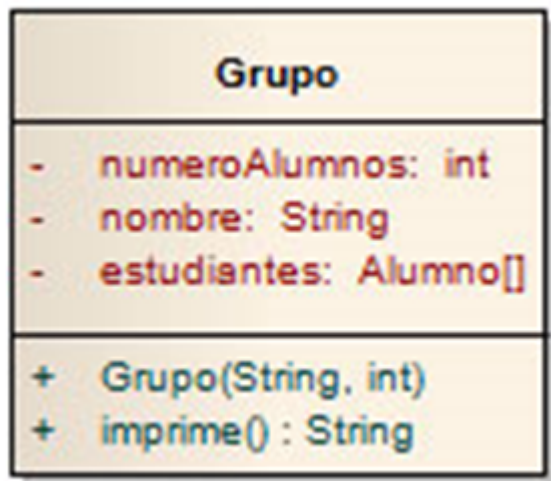 Grupo
- numeroAlumnos: int
- nombre: String
- estudiantes: Alumno[]
+ Grupo(String, int)
+ imprime() : String